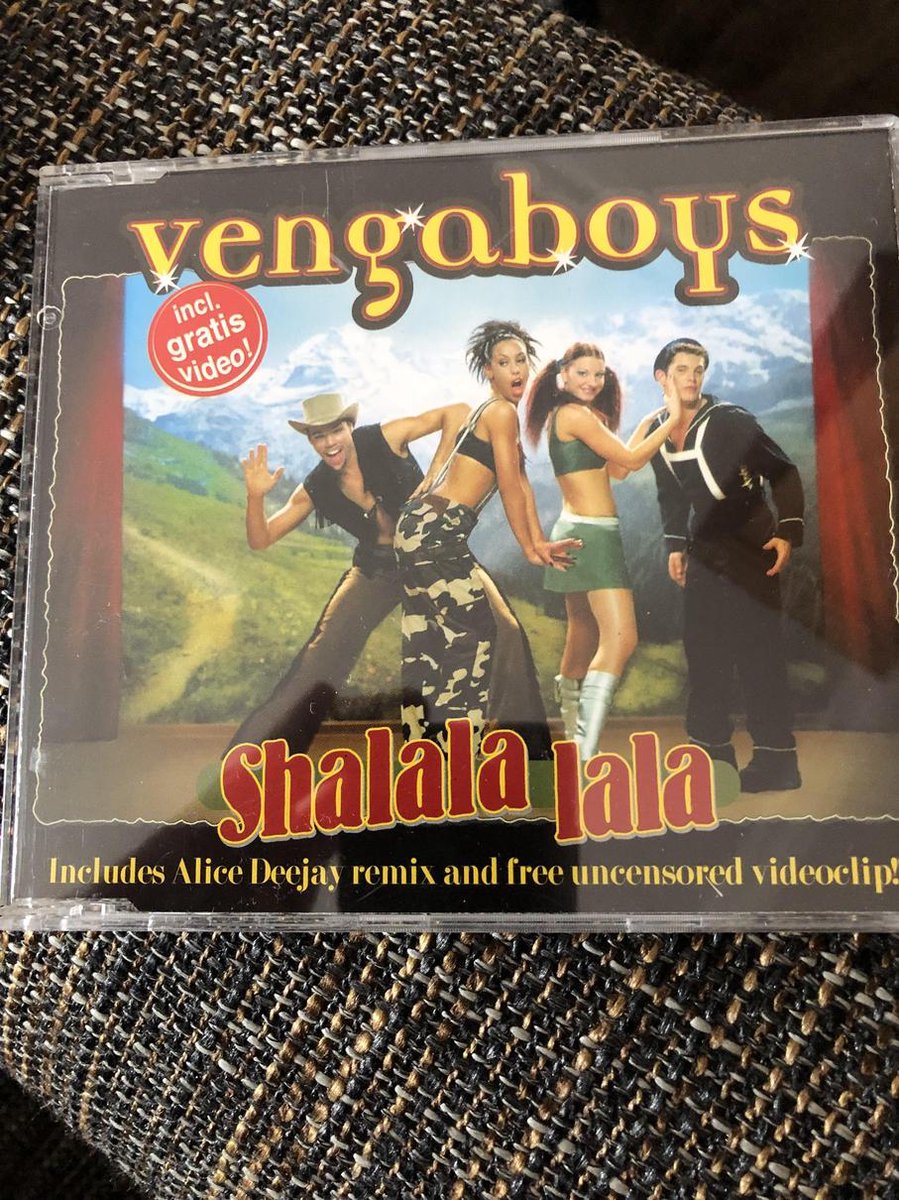 vengaboys
incl.
gratis
video!
Shalala lala
Includes Alice Deejay remix and free uncensored videoclip!